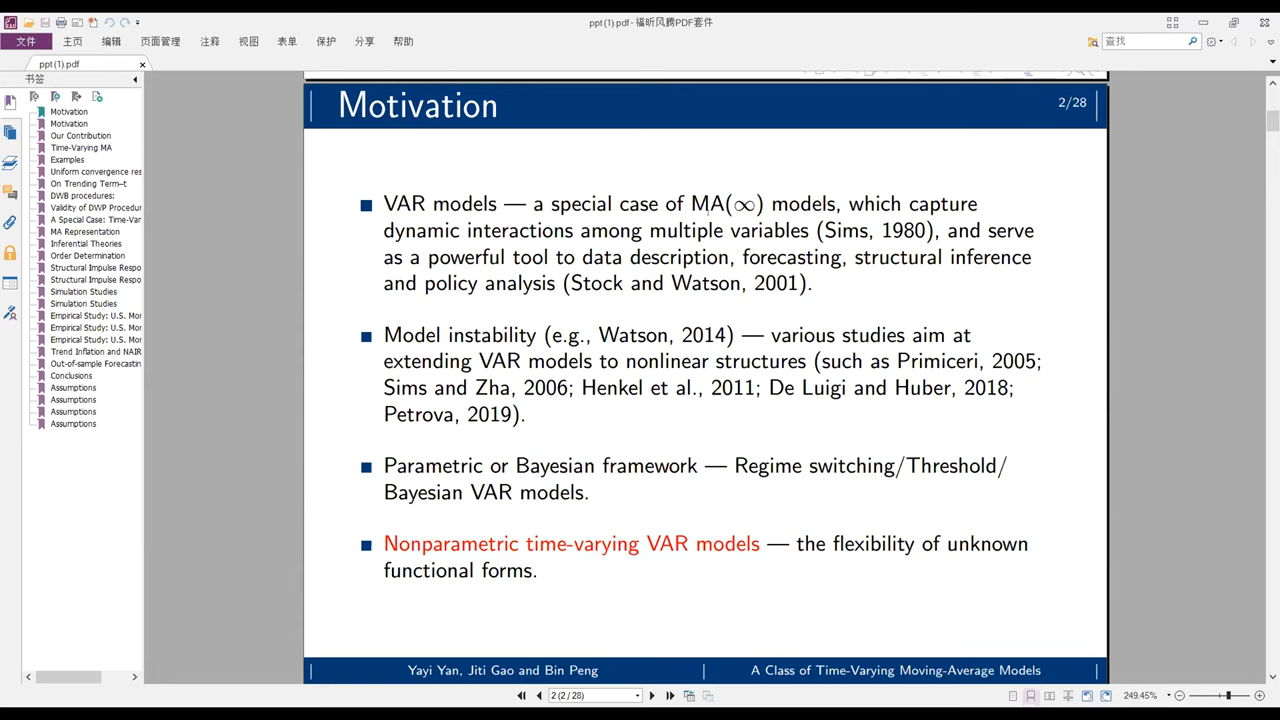 ppt (1).pdf - 福昕风腾PDF套件
文件 主页 编辑 页面管理 注释 视图 表单 保护 共享 帮助
查找
ppt (1).pdf
书签
Motivation
Motivation
Our Contribution
Time-Varying MA
Examples
Uniform convergence res
On Trending Term–t
DWB procedures:
Validity of DWP Procedur
A Special Case: Time-Var
MA Representation
Inferential Theories
Order Determination
Structural Impulse Respo
Structural Impulse Respo
Simulation Studies
Simulation Studies
Empirical Study: U.S. Mor
Empirical Study: U.S. Mor
Empirical Study: U.S. Mor
Trend Inflation and NAIR
Out-of-sample Forecastin
Conclusions
Assumptions
Assumptions
Assumptions
Assumptions
Motivation
2/28
VAR models — a special case of MA(∞) models, which capture
dynamic interactions among multiple variables (Sims, 1980), and serve
as a powerful tool to data description, forecasting, structural inference
and policy analysis (Stock and Watson, 2001).
Model instability (e.g., Watson, 2014) — various studies aim at
extending VAR models to nonlinear structures (such as Primiceri, 2005;
Sims and Zha, 2006; Henkel et al., 2011; De Luigi and Huber, 2018;
Petrova, 2019).
Parametric or Bayesian framework — Regime switching/Threshold/
Bayesian VAR models.
Nonparametric time-varying VAR models — the flexibility of unknown
functional forms.
Yayi Yan, Jiti Gao and Bin Peng
A Class of Time-Varying Moving-Average Models
2 (2 / 28)
249.45%